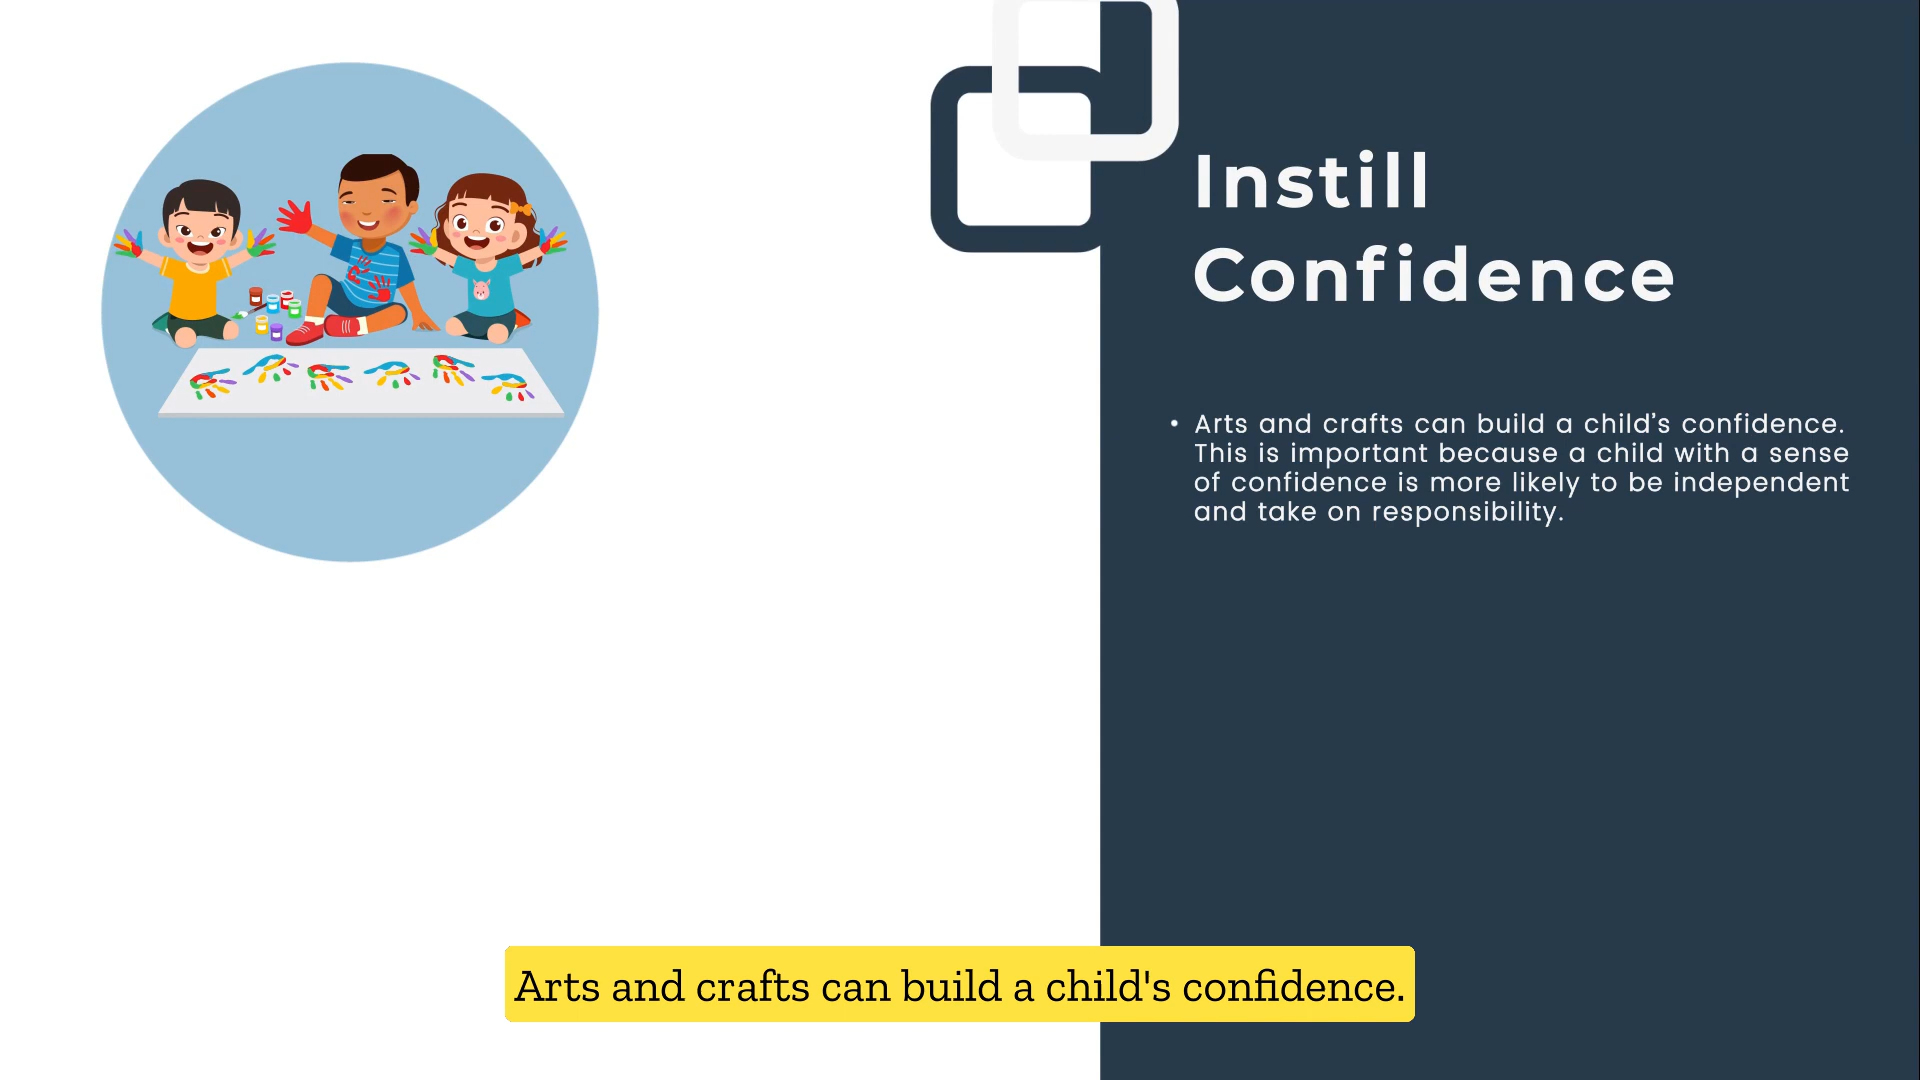 Instill
Confidence
• Arts and crafts can build a child’s confidence.
This is important because a child with a sense
of confidence is more likely to be independent
and take on responsibility.
Arts and crafts can build a child's confidence.